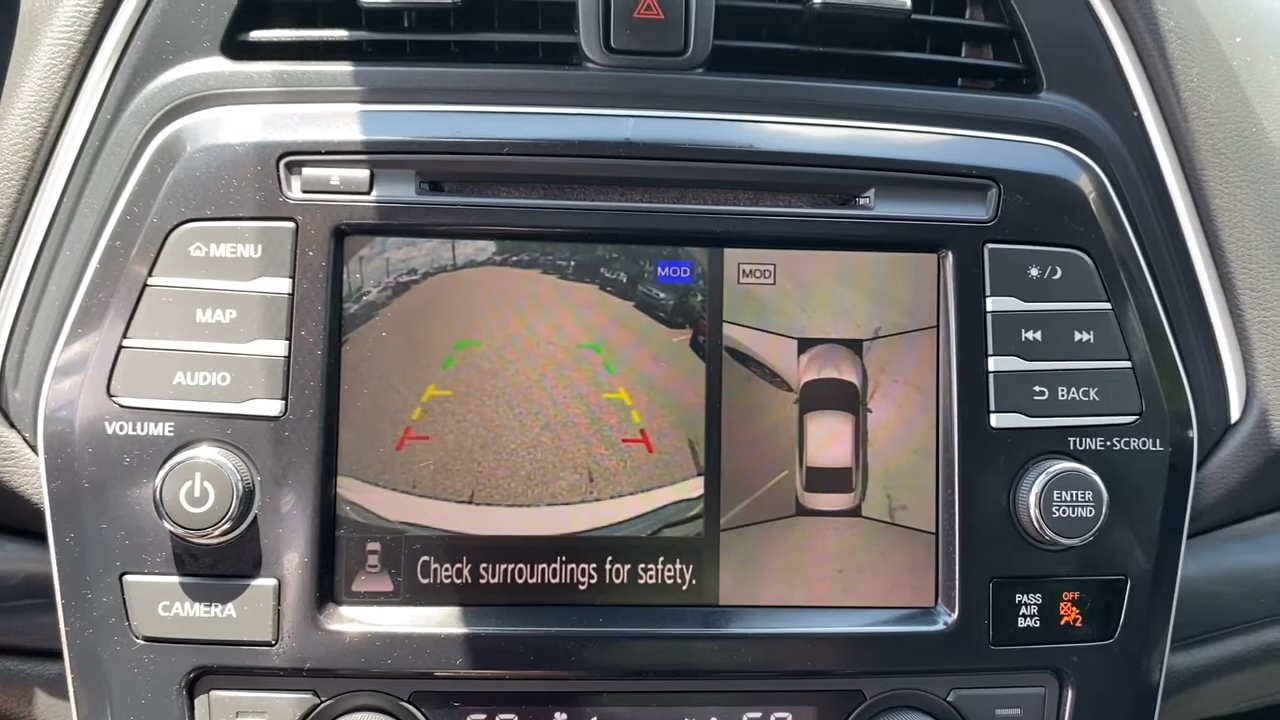 MENU
MAP
AUDIO
VOLUME
CAMERA
MOD
MOD
Check surroundings for safety.
BACK
TUNE•SCROLL
ENTER
SOUND
PASS
AIR
BAG
OFF
2